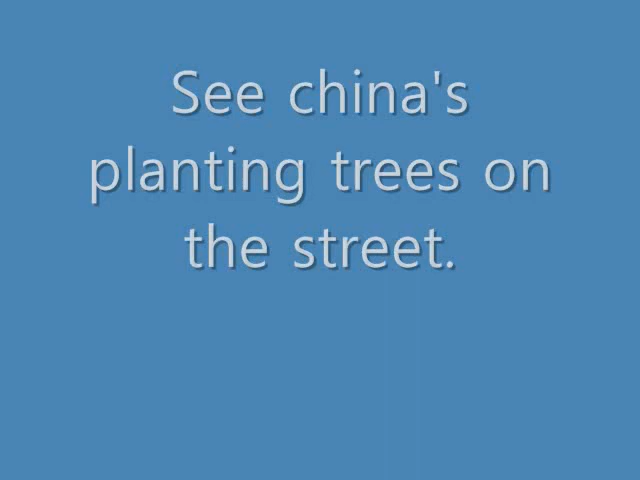 See china's
planting trees on
the street.